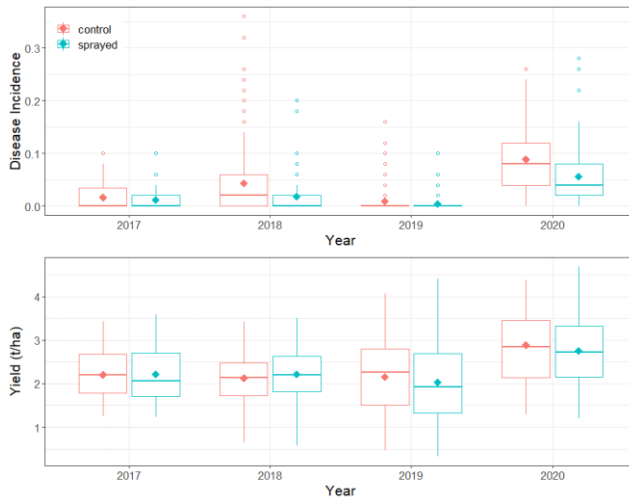 control
sprayed
Disease Incidence
0.3
0.2
0.1
0.0
2017 2018 2019 2020
Year
Yield (t/ha)
4
3
2
1
2017 2018 2019 2020
Year